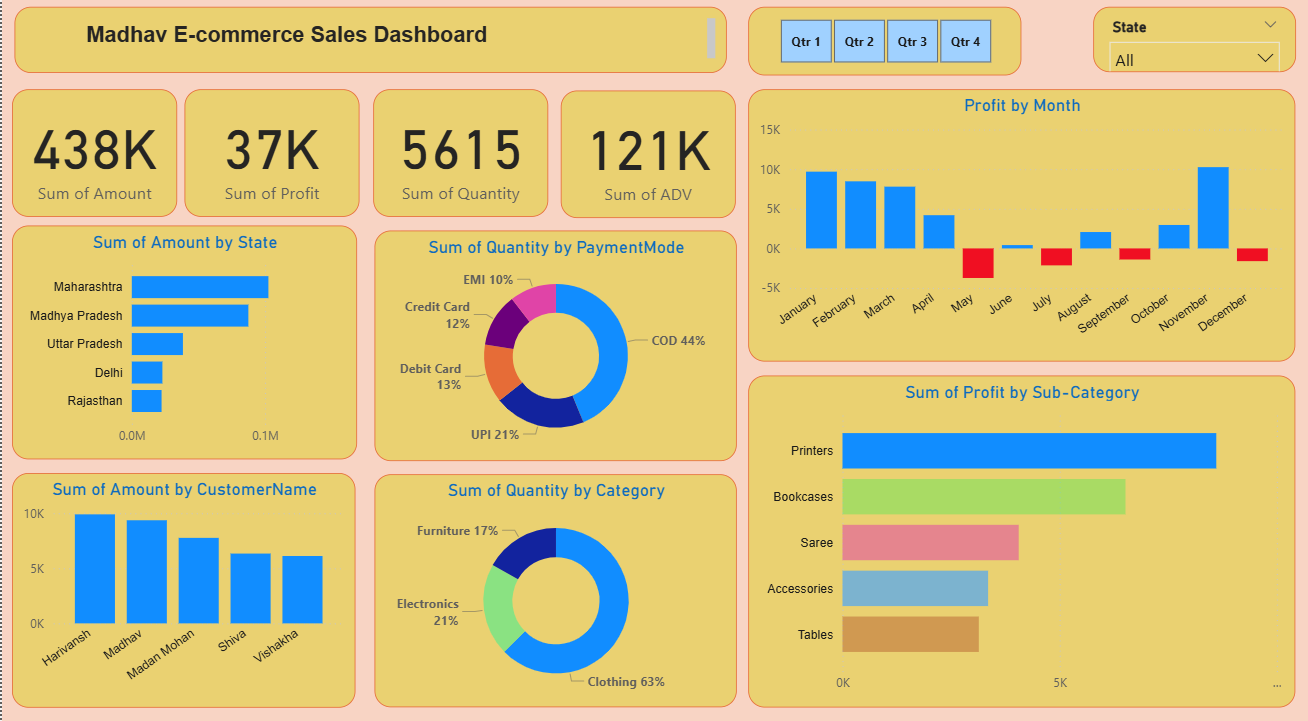 Madhav E-commerce Sales Dashboard
Qtr 1
Qtr 2
Qtr 3
Qtr 4
State
All
438K
Sum of Amount
37K
Sum of Profit
5615
Sum of Quantity
121K
Sum of ADV
Profit by Month
15K
10K
5K
0K
-5K
January
February
March
April
May
June
July
August
September
October
November
December
Sum of Amount by State
Maharashtra
Madhya Pradesh
Uttar Pradesh
Delhi
Rajasthan
0.0M
0.1M
Sum of Quantity by PaymentMode
EMI 10%
Credit Card
12%
Debit Card
13%
UPI 21%
COD 44%
Sum of Profit by Sub-Category
Printers
Bookcases
Saree
Accessories
Tables
0K
5K
...
Sum of Amount by CustomerName
10K
5K
0K
Harivansh
Madhav
Madan Mohan
Shiva
Vishakha
Sum of Quantity by Category
Furniture 17%
Electronics
21%
Clothing 63%